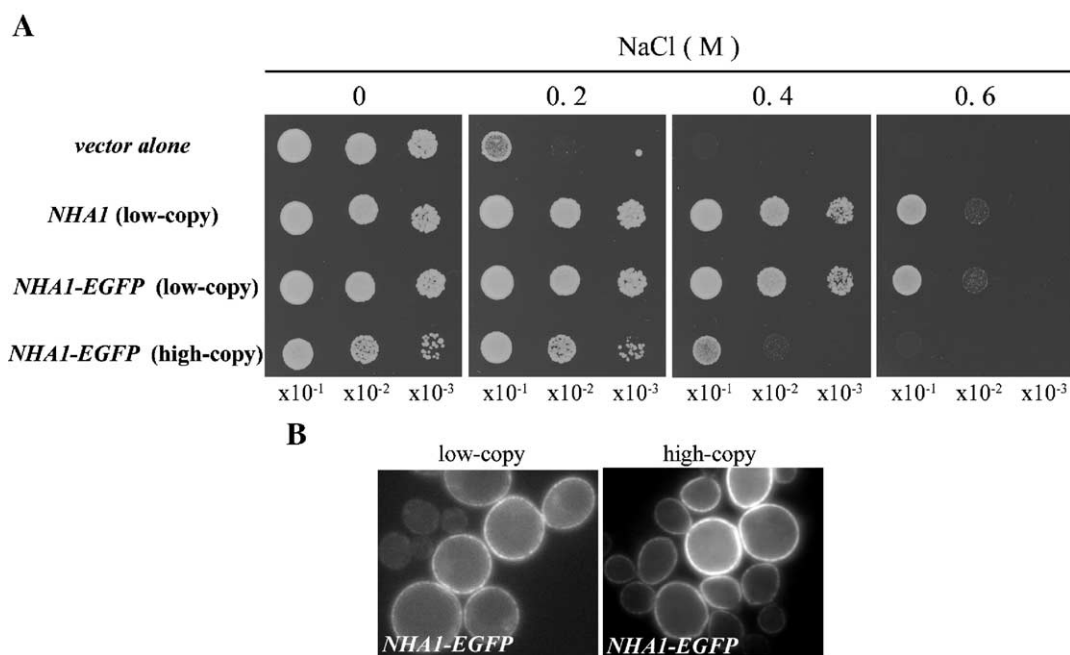 A
NaCl ( M )
0 0. 2 0. 4 0. 6
vector alone
NHA1 (low-copy)
NHA1-EGFP (low-copy)
NHA1-EGFP (high-copy)
x10⁻¹ x10⁻² x10⁻³ x10⁻¹ x10⁻² x10⁻³ x10⁻¹ x10⁻² x10⁻³ x10⁻¹ x10⁻² x10⁻³
B
low-copy high-copy
NHA1-EGFP NHA1-EGFP